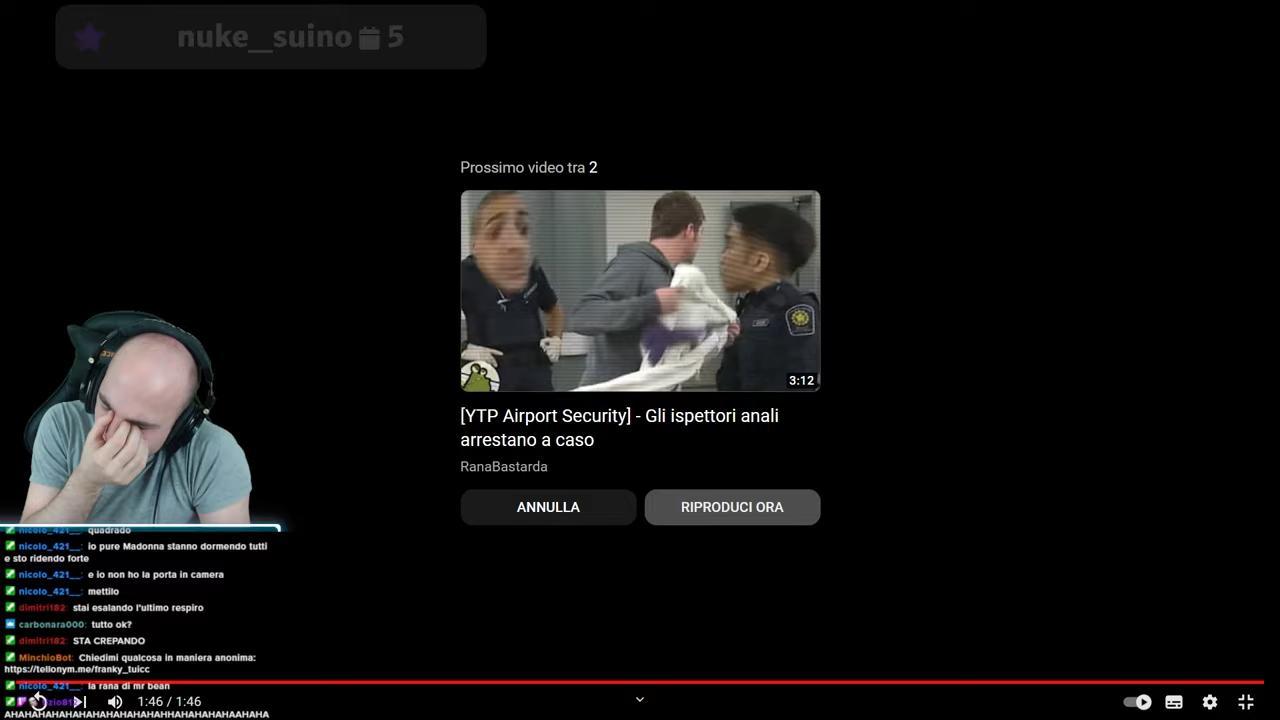 nuke__suino 5
Prossimo video tra 2
3:12
[YTP Airport Security] - Gli ispettori anali
arrestano a caso
RanaBastarda
ANNULLA
RIPRODUCI ORA
nicolo_421__: quadrado
nicolo_421__: io pure Madonna stanno dormendo tutti
e sto ridendo forte
nicolo_421__: e io non ho la porta in camera
nicolo_421__: mettilo
dimitri182: stai esalando l'ultimo respiro
carbonara000: tutto ok?
dimitri182: STA CREPANDO
MinchioBot: Chiedimi qualcosa in maniera anonima:
https://tellonym.me/franky_tuicc
nicolo_421__: la rana di mr bean
1:46 / 1:46